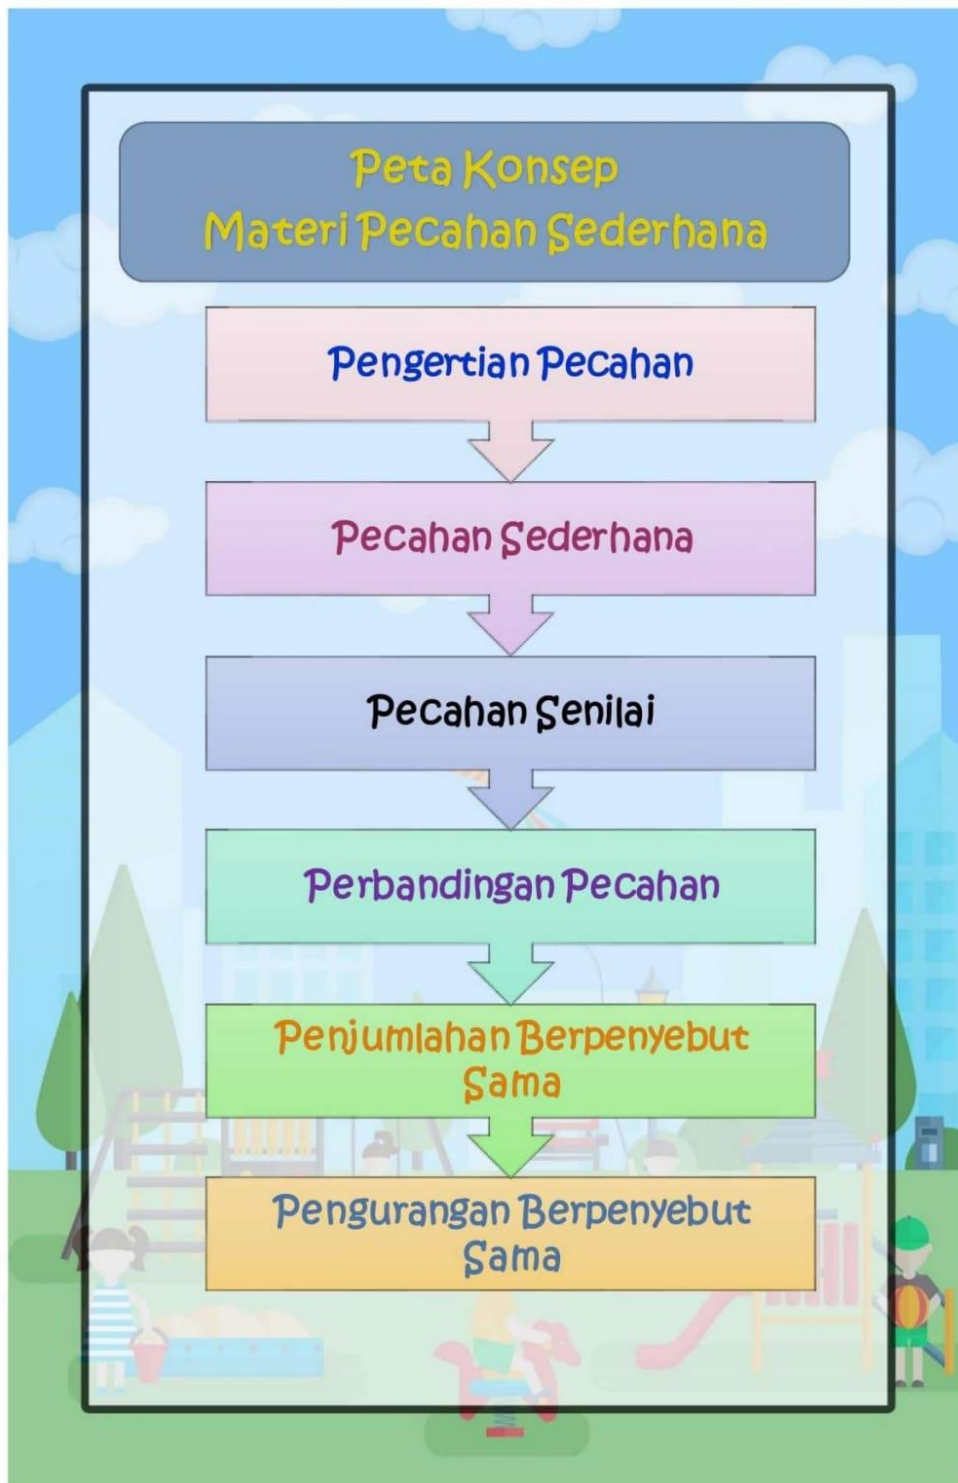 Peta Konsep
Materi Pecahan Sederhana
Pengertian Pecahan
Pecahan Sederhana
Pecahan Senilai
Perbandingan Pecahan
Penjumlahan Berpenyebut
Sama
Pengurangan Berpenyebut
Sama